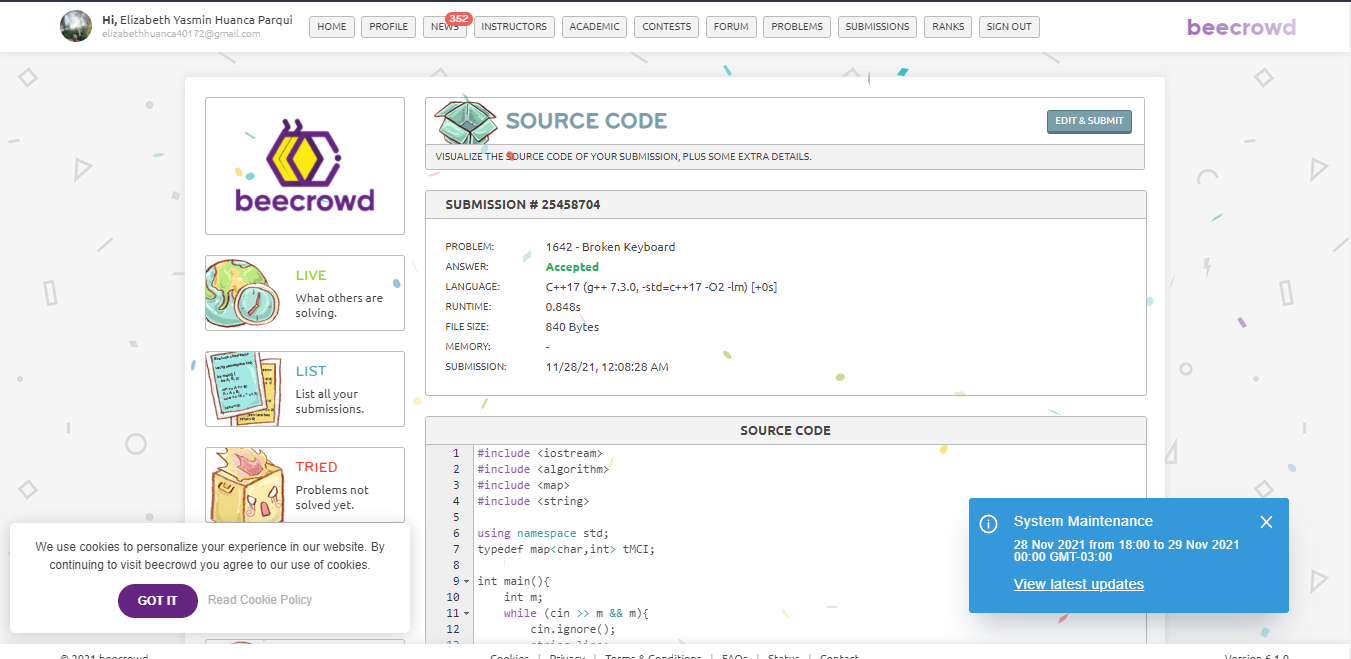 Hi, Elizabeth Yasmin Huanca Parqui
elizabethhuanca40172@gmail.com
HOME
PROFILE
NEWS
352
INSTRUCTORS
ACADEMIC
CONTESTS
FORUM
PROBLEMS
SUBMISSIONS
RANKS
SIGN OUT
beecrowd
beecrowd
LIVE
What others are
solving.
LIST
List all your
submissions.
TRIED
Problems not
solved yet.
SOURCE CODE
EDIT & SUBMIT
VISUALIZE THE SOURCE CODE OF YOUR SUBMISSION, PLUS SOME EXTRA DETAILS.
SUBMISSION # 25458704
PROBLEM: 1642 - Broken Keyboard
ANSWER: Accepted
LANGUAGE: C++17 (g++ 7.3.0, -std=c++17 -O2 -lm) [+0s]
RUNTIME: 0.848s
FILE SIZE: 840 Bytes
MEMORY: -
SUBMISSION: 11/28/21, 12:08:28 AM
SOURCE CODE
1 #include <iostream>
2 #include <algorithm>
3 #include <map>
4 #include <string>
5
6 using namespace std;
7 typedef map<char,int> tMCI;
8
9 int main(){
10 int m;
11 while (cin >> m && m){
12 cin.ignore();
We use cookies to personalize your experience in our website. By
continuing to visit beecrowd you agree to our use of cookies.
GOT IT
Read Cookie Policy
System Maintenance
28 Nov 2021 from 18:00 to 29 Nov 2021
00:00 GMT-03:00
View latest updates
© 2021 beecrowd
Cookies | Privacy | Terms & Conditions | FAQs | Status | Contact
Version 6.1.0